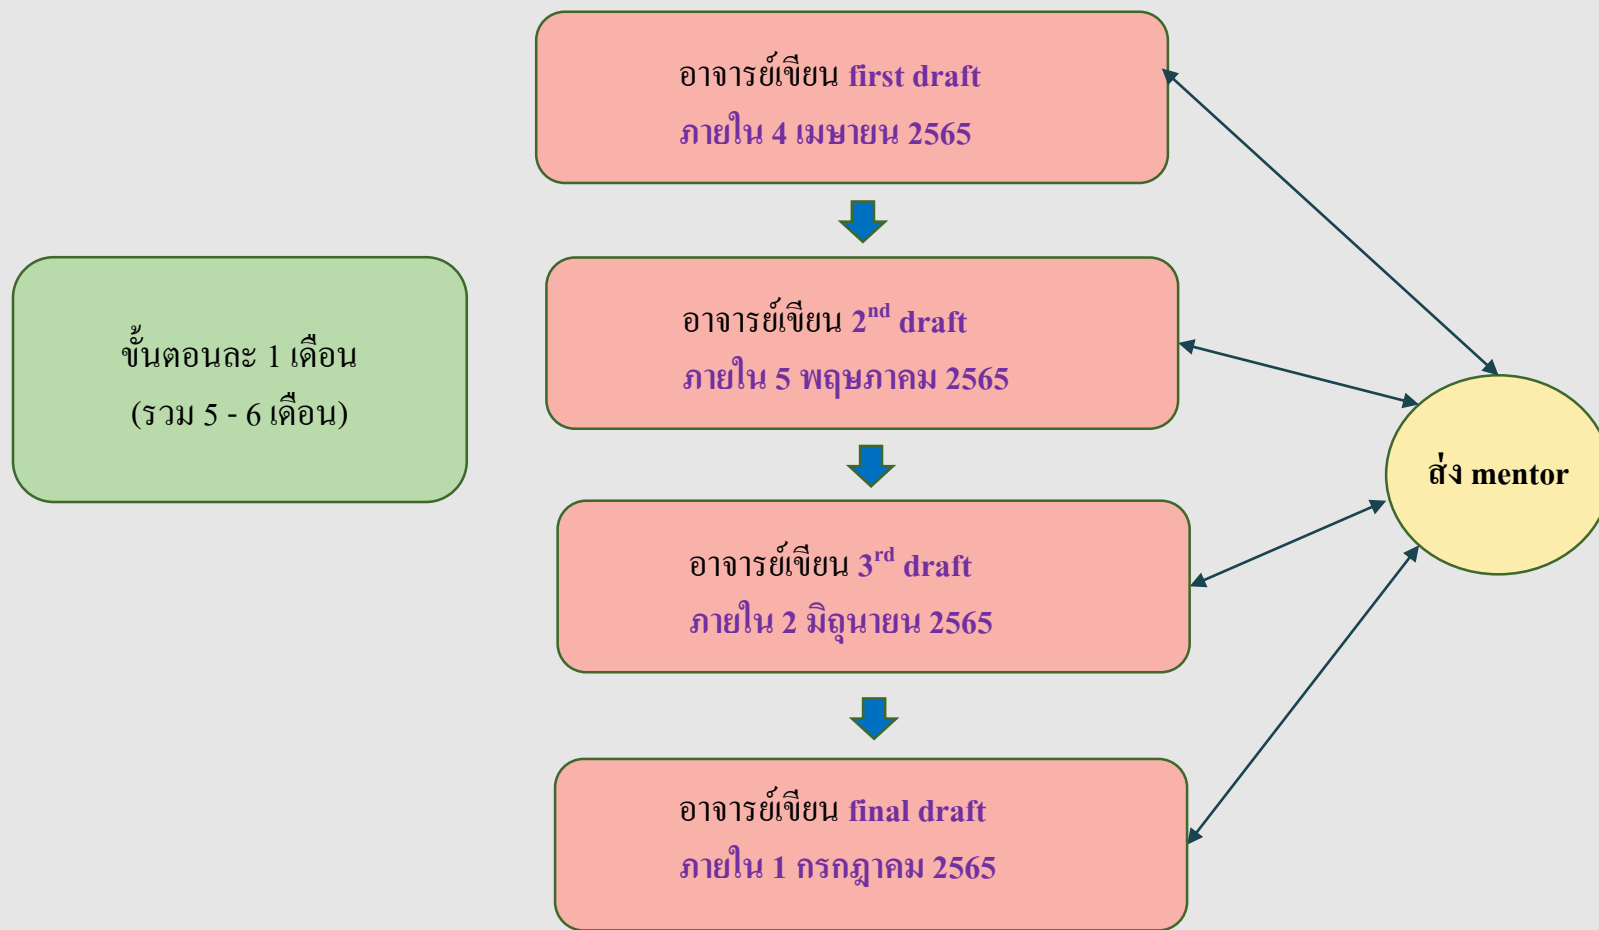 อาจารย์เขียน first draft
ภายใน 4 เมษายน 2565
ขั้นตอนละ 1 เดือน
(รวม 5 - 6 เดือน)
อาจารย์เขียน 2nd draft
ภายใน 5 พฤษภาคม 2565
ส่ง mentor
อาจารย์เขียน 3rd draft
ภายใน 2 มิถุนายน 2565
อาจารย์เขียน final draft
ภายใน 1 กรกฎาคม 2565